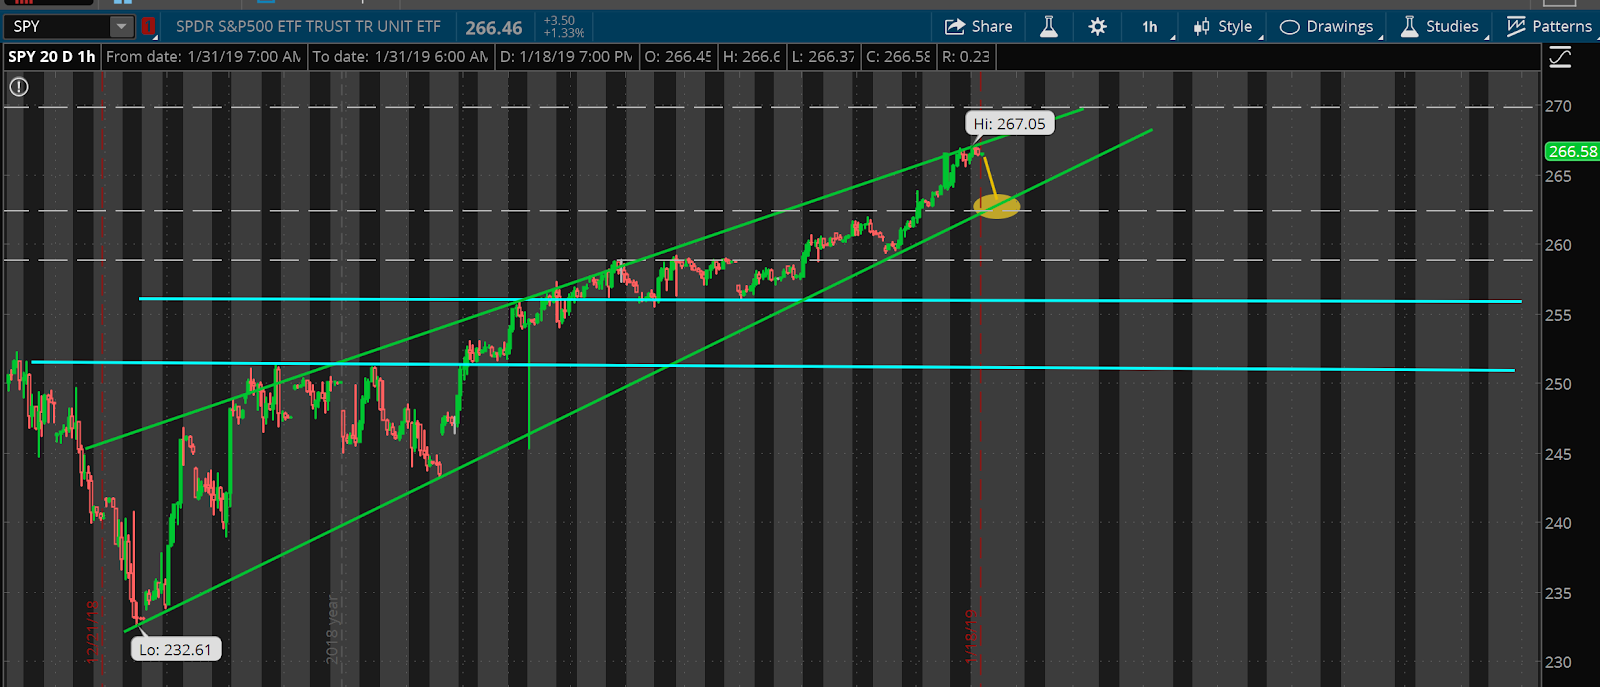 SPY
SPDR S&P500 ETF TRUST TR UNIT ETF
266.46
+3.50
+1.33%
Share
1h
Style
Drawings
Studies
Patterns
SPY 20 D 1h
From date: 1/31/19 7:00 AM
To date: 1/31/19 6:00 AM
D: 1/18/19 7:00 PM
O: 266.45
H: 266.6
L: 266.37
C: 266.58
R: 0.23
270
Hi: 267.05
266.58
265
260
255
250
245
240
235
12/21/18
2018 year
1/18/19
Lo: 232.61
230